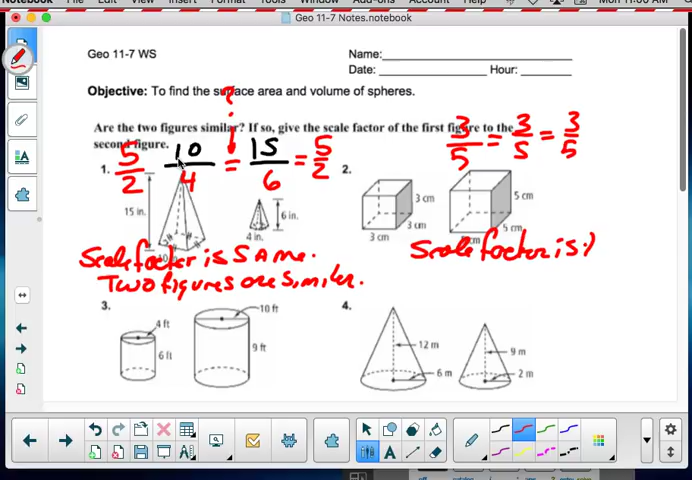 Notebook Edit View Insert Format Tools Window Add-ons Account Help Mon 11:00 AM
Geo 11-7 Notes.notebook
Geo 11-7 WS
Name:
Date: Hour:
Objective: To find the surface area and volume of spheres.
?
Are the two figures similar? If so, give the scale factor of the first figure to the
second figure.
5/2 10/4 = 15/6 = 5/2
3/5 = 3/5 = 3/5
1.
2.
15 in.
6 in.
4 in.
3 cm
3 cm
3 cm
5 cm
5 cm
cm
Scale factor is SAme.
Two figures are similar.
Scale factor is
3.
4 ft
6 ft
10 ft
9 ft
4.
12 m
6 m
9 m
2 m
A